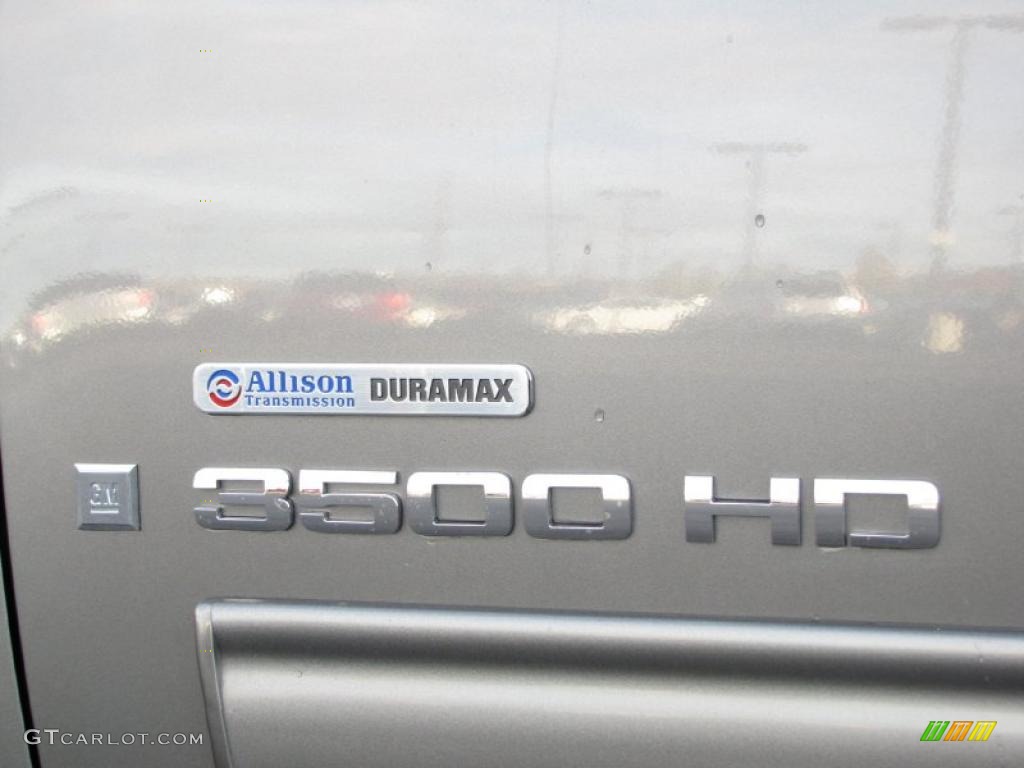 Allison
Transmission
DURAMAX
GM
3500 HD
GTCARLOT.COM